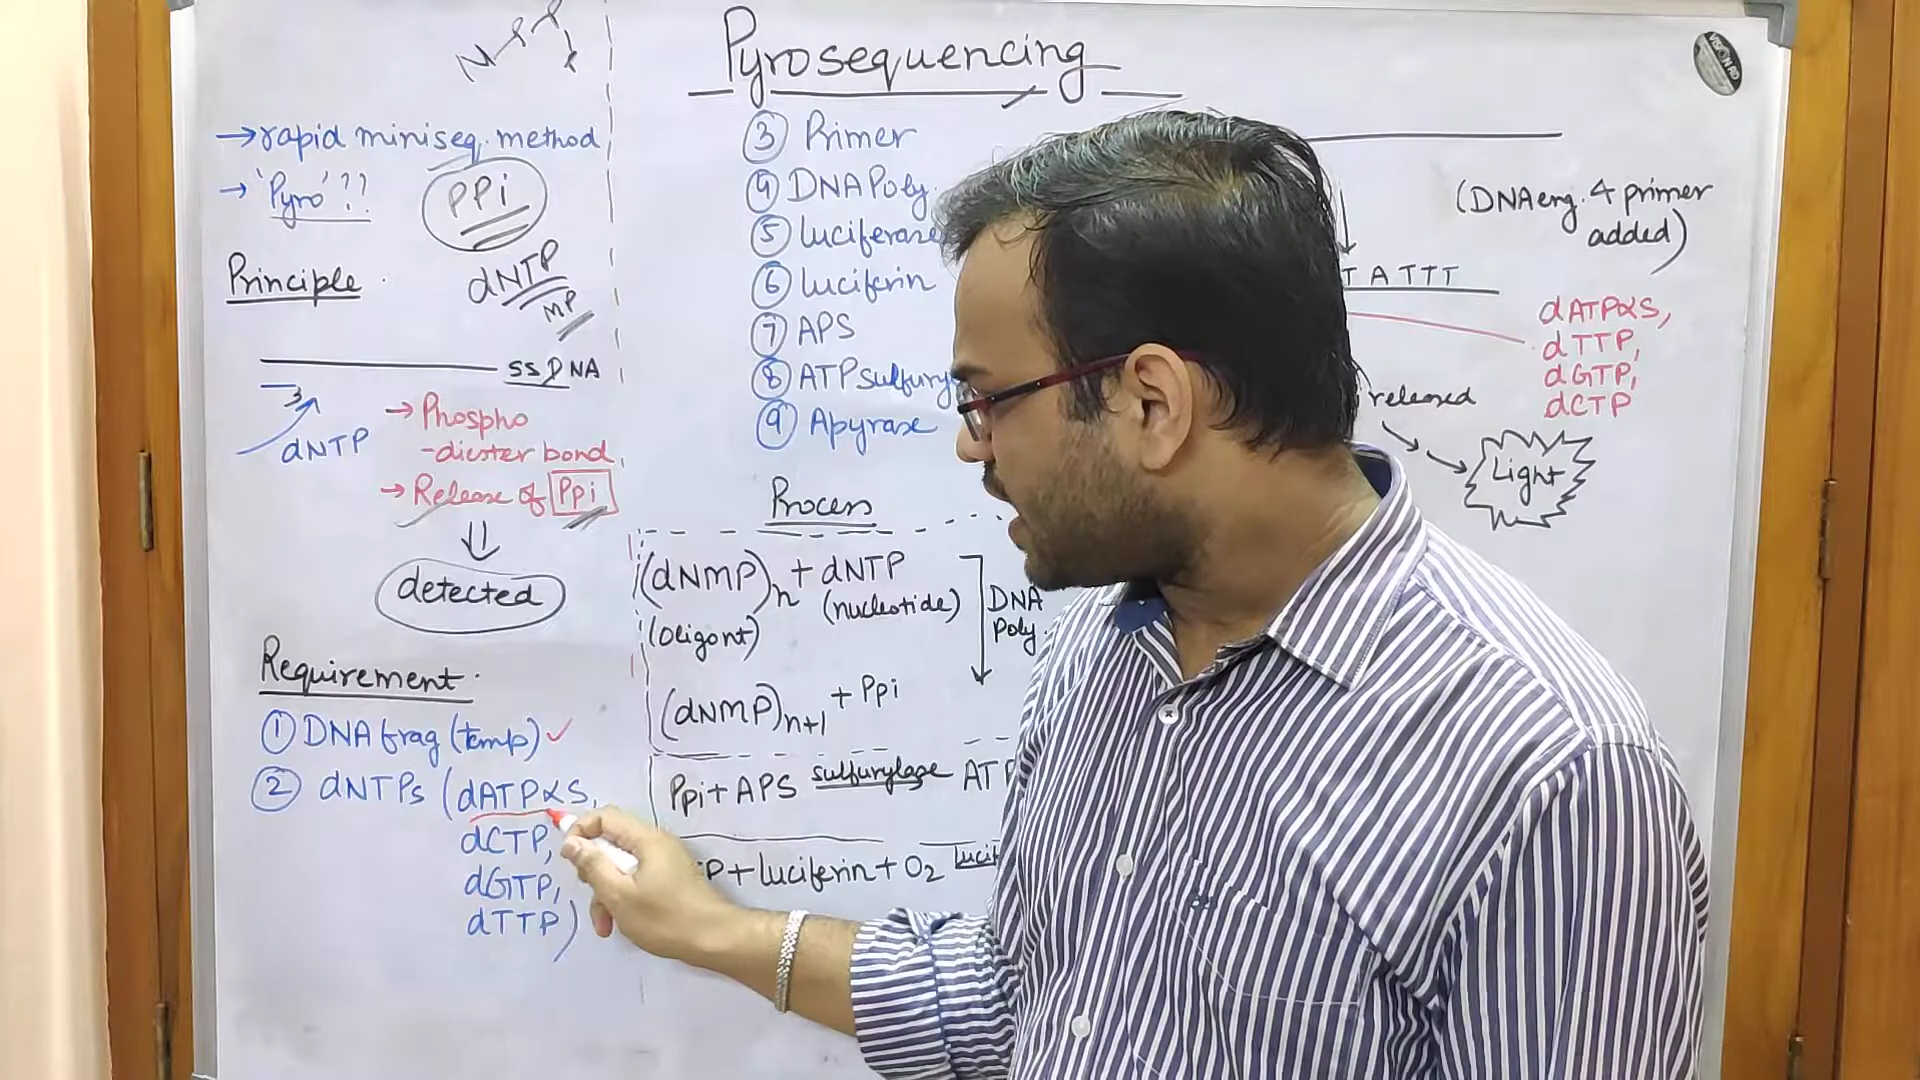 Pyrosequencing
→ rapid miniseq. method
→ 'Pyro'??
PPi
Principle
dNTP
MP
ssDNA
dNTP
→ Phospho
-diester bond,
→ Release of Ppi
detected
Requirement
① DNA frag (temp) ✓
② dNTPs (dATPαS,
dCTP,
dGTP,
dTTP)
③ Primer
④ DNA Poly.
⑤ luciferase
⑥ luciferin
⑦ APS
⑧ ATP sulfury
⑨ Apyrase
Process
(dNMP)n + dNTP
(oligont) (nucleotide)
DNA
Poly.
(dNMP)n+1 + Ppi
Ppi + APS sulfurylase ATP
P + luciferin + O2 lucif
(DNA eng. & primer
added)
TATTT
dATPαS,
dTTP,
dGTP,
dCTP
released
Light